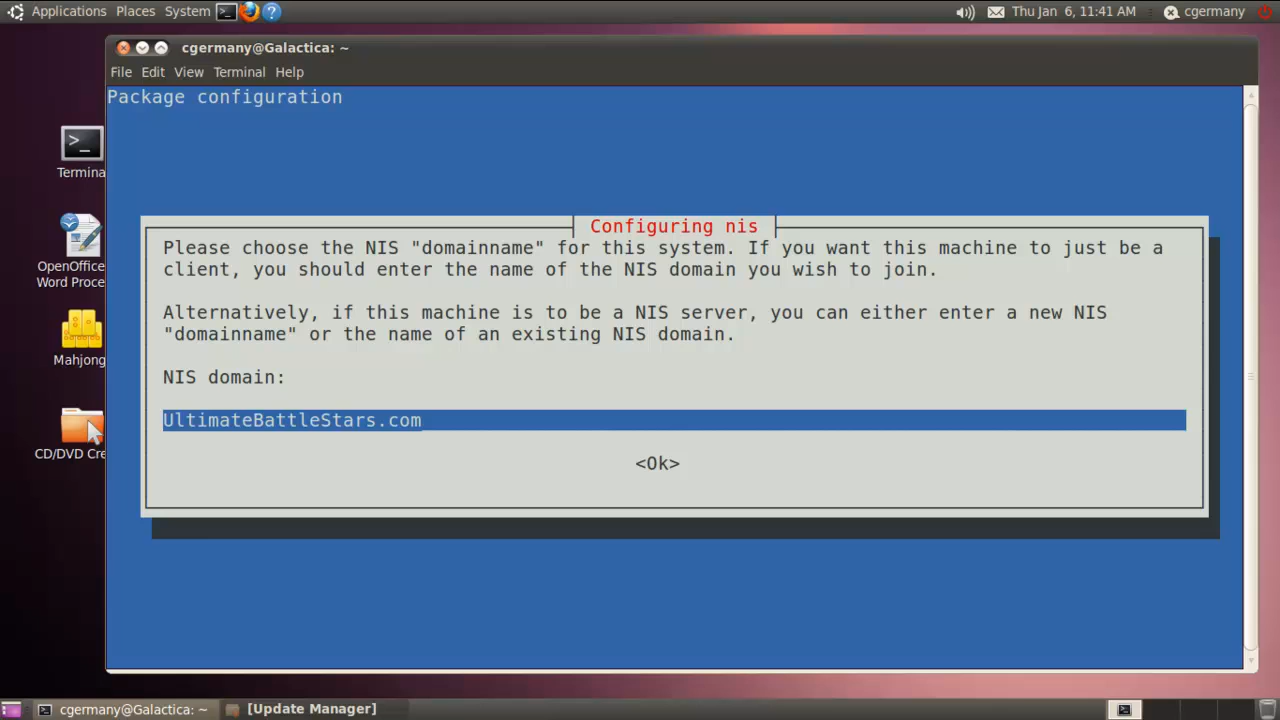 Applications Places System Thu Jan 6, 11:41 AM cgermany
cgermany@Galactica: ~
File Edit View Terminal Help
Package configuration
Configuring nis
Please choose the NIS "domainname" for this system. If you want this machine to just be a
client, you should enter the name of the NIS domain you wish to join.
Alternatively, if this machine is to be a NIS server, you can either enter a new NIS
"domainname" or the name of an existing NIS domain.
NIS domain:
UltimateBattleStars.com
<Ok>
Termina
OpenOffice
Word Proce
Mahjong
CD/DVD Cre
cgermany@Galactica: ~ [Update Manager]